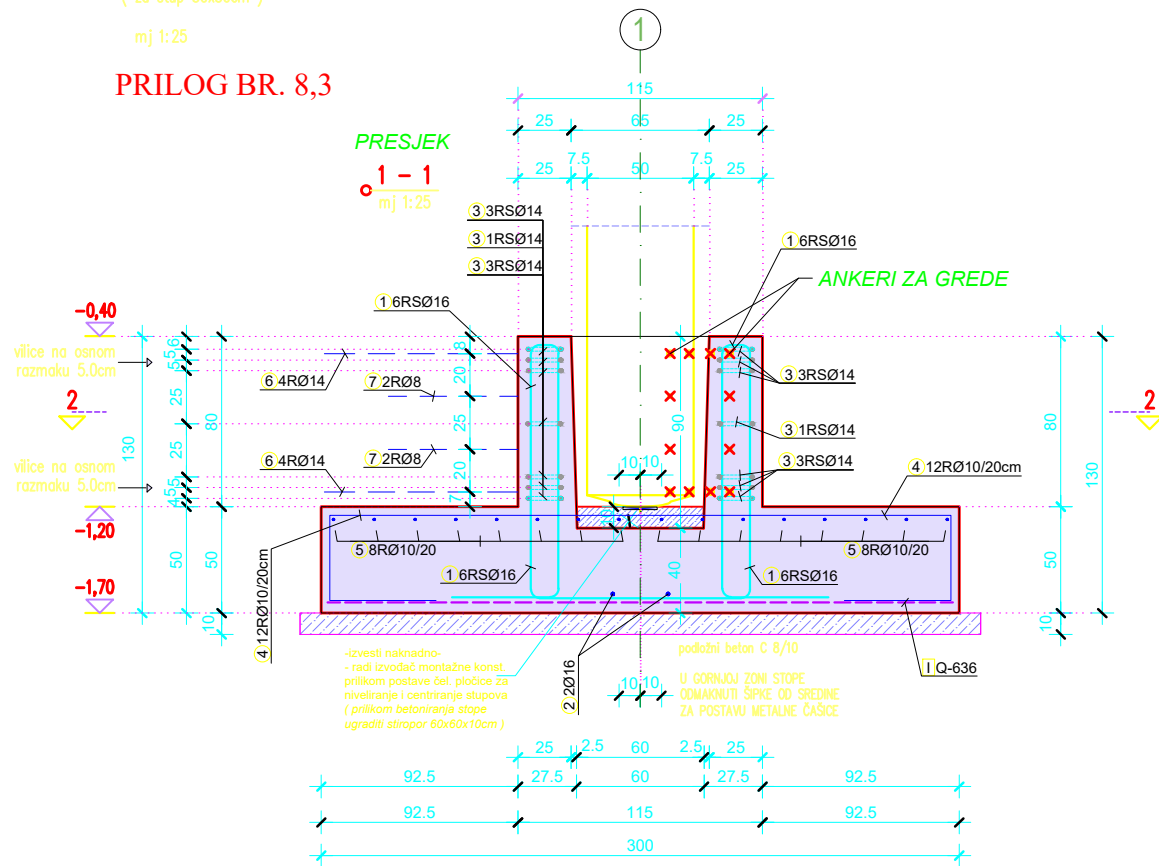 mj 1:25
PRILOG BR. 8,3
1
115
25 65 25
PRESJEK
7.5 7.5
25 50 25
1 - 1
mj 1:25
3 3RSØ14
3 1RSØ14
3 3RSØ14
1 6RSØ16
ANKERI ZA GREDE
1 6RSØ16
-0,40
vilice na osnom
razmaku 5.0cm
6 4RØ14
7 2RØ8
3 3RSØ14
2
2
3 1RSØ14
7 2RØ8
6 4RØ14
vilice na osnom
razmaku 5.0cm
3 3RSØ14
4 12RØ10/20cm
130
25
25
80
50
50
10
8
20
25
20
7
90
40
10 10
80
50
10
130
-1,20
5 8RØ10/20
5 8RØ10/20
1 6RSØ16
1 6RSØ16
-1,70
4 12RØ10/20cm
-izvesti naknadno-
- radi izvođač montažne konst.
prilikom postave čel. pločice za
niveliranje i centriranje stupova
( prilikom betoniranja stope
ugraditi stiropor 60x60x10cm )
2 2Ø16
podložni beton C 8/10
I Q-636
10 10
U GORNJOJ ZONI STOPE
ODMAKNUTI ŠIPKE OD SREDINE
ZA POSTAVU METALNE ČAŠICE
25 2.5 60 2.5 25
92.5 27.5 60 27.5 92.5
92.5 115 92.5
300